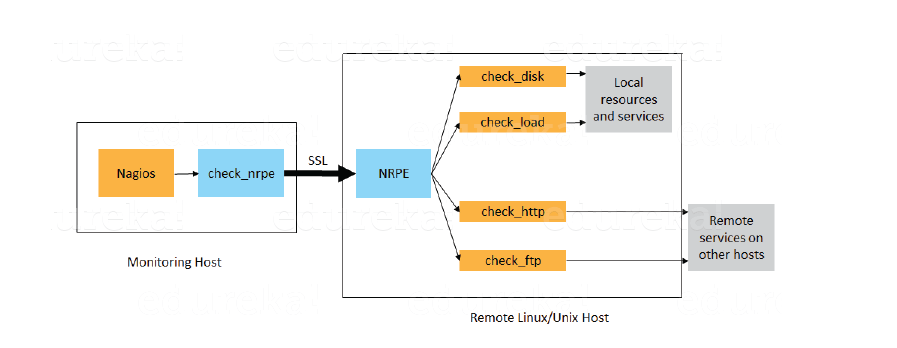 edureka!
edureka!
edureka!
check_disk
Local
resources
and services
check_load
SSL
Nagios
check_nrpe
NRPE
check_http
Remote
services on
other hosts
check_ftp
Monitoring Host
Remote Linux/Unix Host